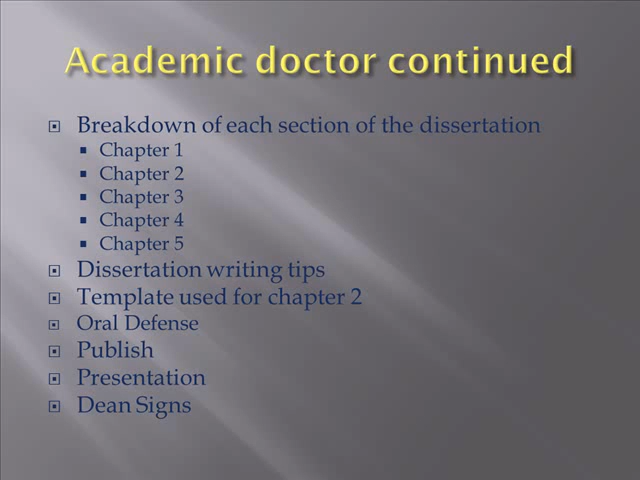 Academic doctor continued
Breakdown of each section of the dissertation
Chapter 1
Chapter 2
Chapter 3
Chapter 4
Chapter 5
Dissertation writing tips
Template used for chapter 2
Oral Defense
Publish
Presentation
Dean Signs